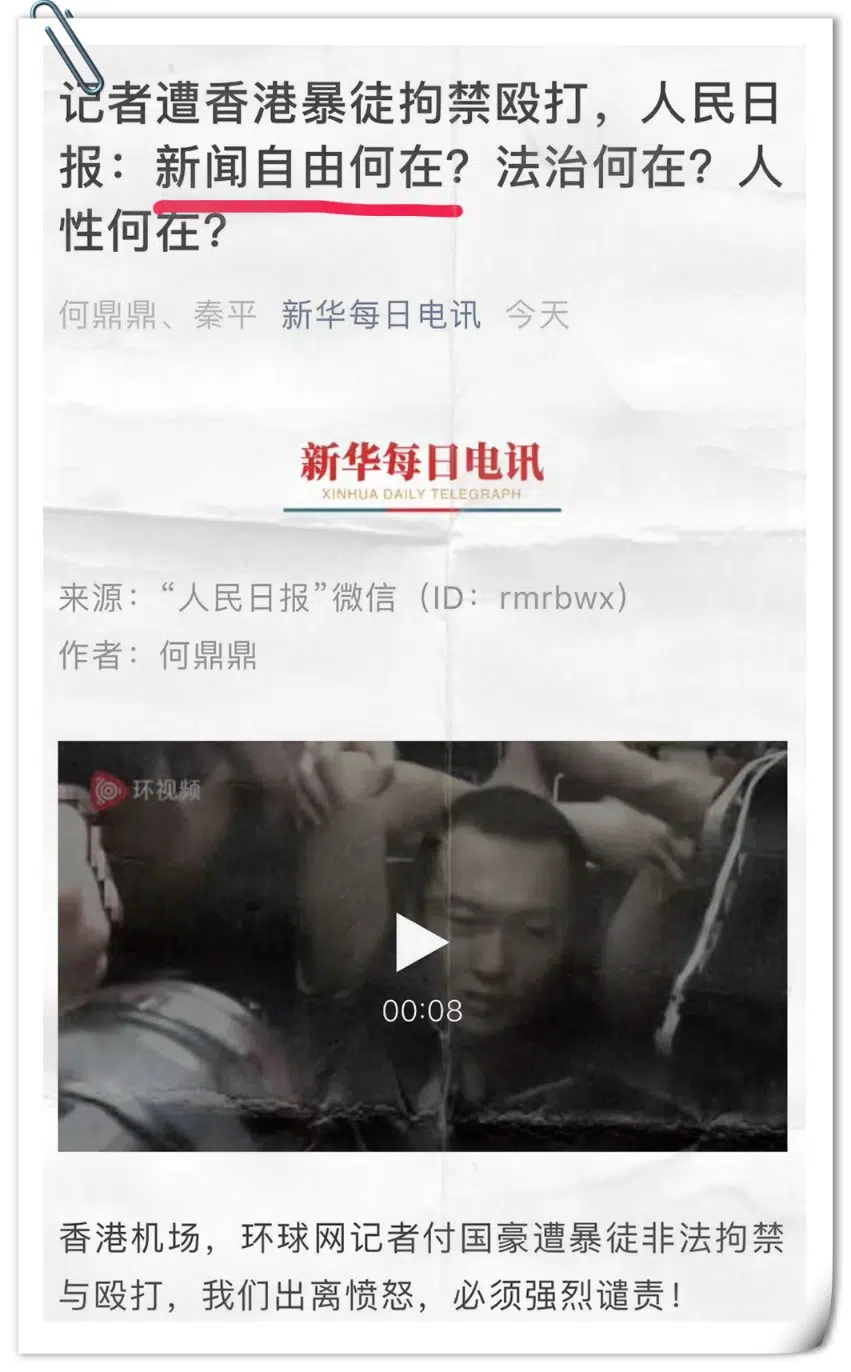 记者遭香港暴徒拘禁殴打，人民日
报：新闻自由何在？法治何在？人
性何在？
何鼎鼎、秦平 新华每日电讯 今天
新华每日电讯
XINHUA DAILY TELEGRAPH
来源：“人民日报”微信（ID：rmrbwx）
作者：何鼎鼎
环视频
00:08
香港机场，环球网记者付国豪遭暴徒非法拘禁
与殴打，我们出离愤怒，必须强烈谴责！